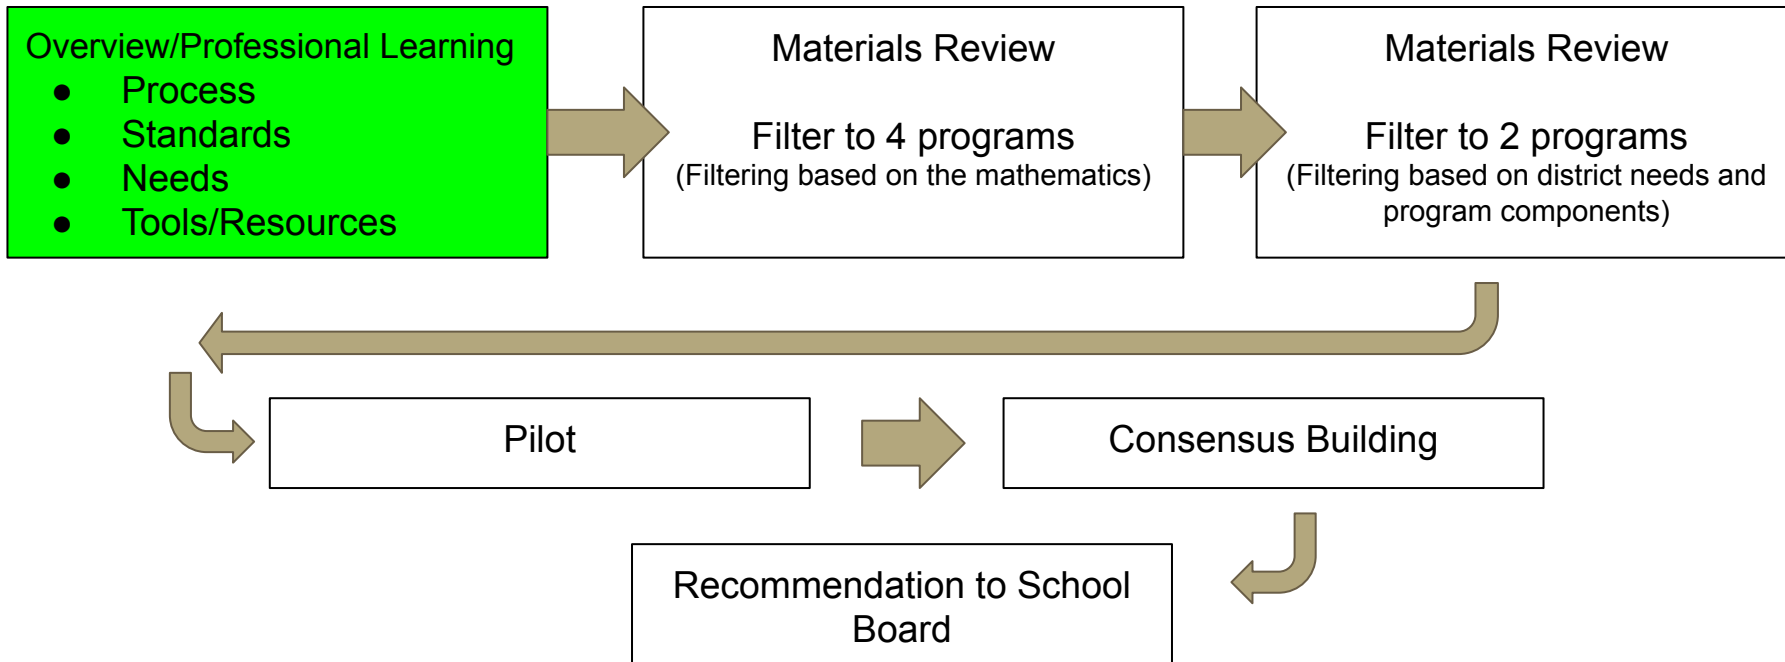 Overview/Professional Learning
● Process
● Standards
● Needs
● Tools/Resources
Materials Review
Filter to 4 programs
(Filtering based on the mathematics)
Materials Review
Filter to 2 programs
(Filtering based on district needs and
program components)
Pilot
Consensus Building
Recommendation to School
Board